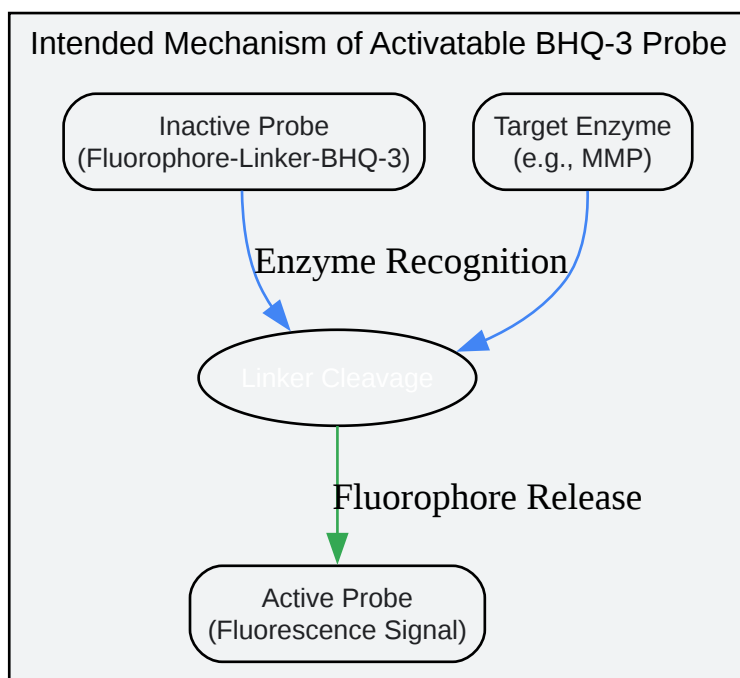 Intended Mechanism of Activatable BHQ-3 Probe
Inactive Probe
(Fluorophore-Linker-BHQ-3)
Target Enzyme
(e.g., MMP)
Enzyme Recognition
Linker Cleavage
Fluorophore Release
Active Probe
(Fluorescence Signal)